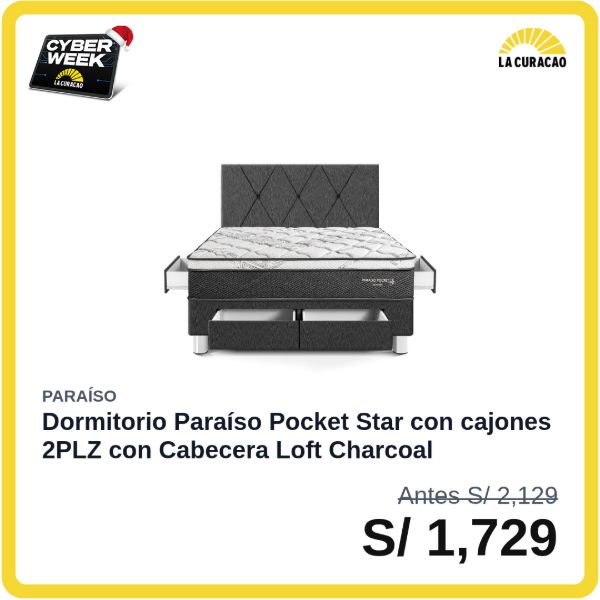 CYBER
WEEK
LA CURACAO
LA CURACAO
PARAÍSO
Dormitorio Paraíso Pocket Star con cajones
2PLZ con Cabecera Loft Charcoal
Antes S/ 2,129
S/ 1,729